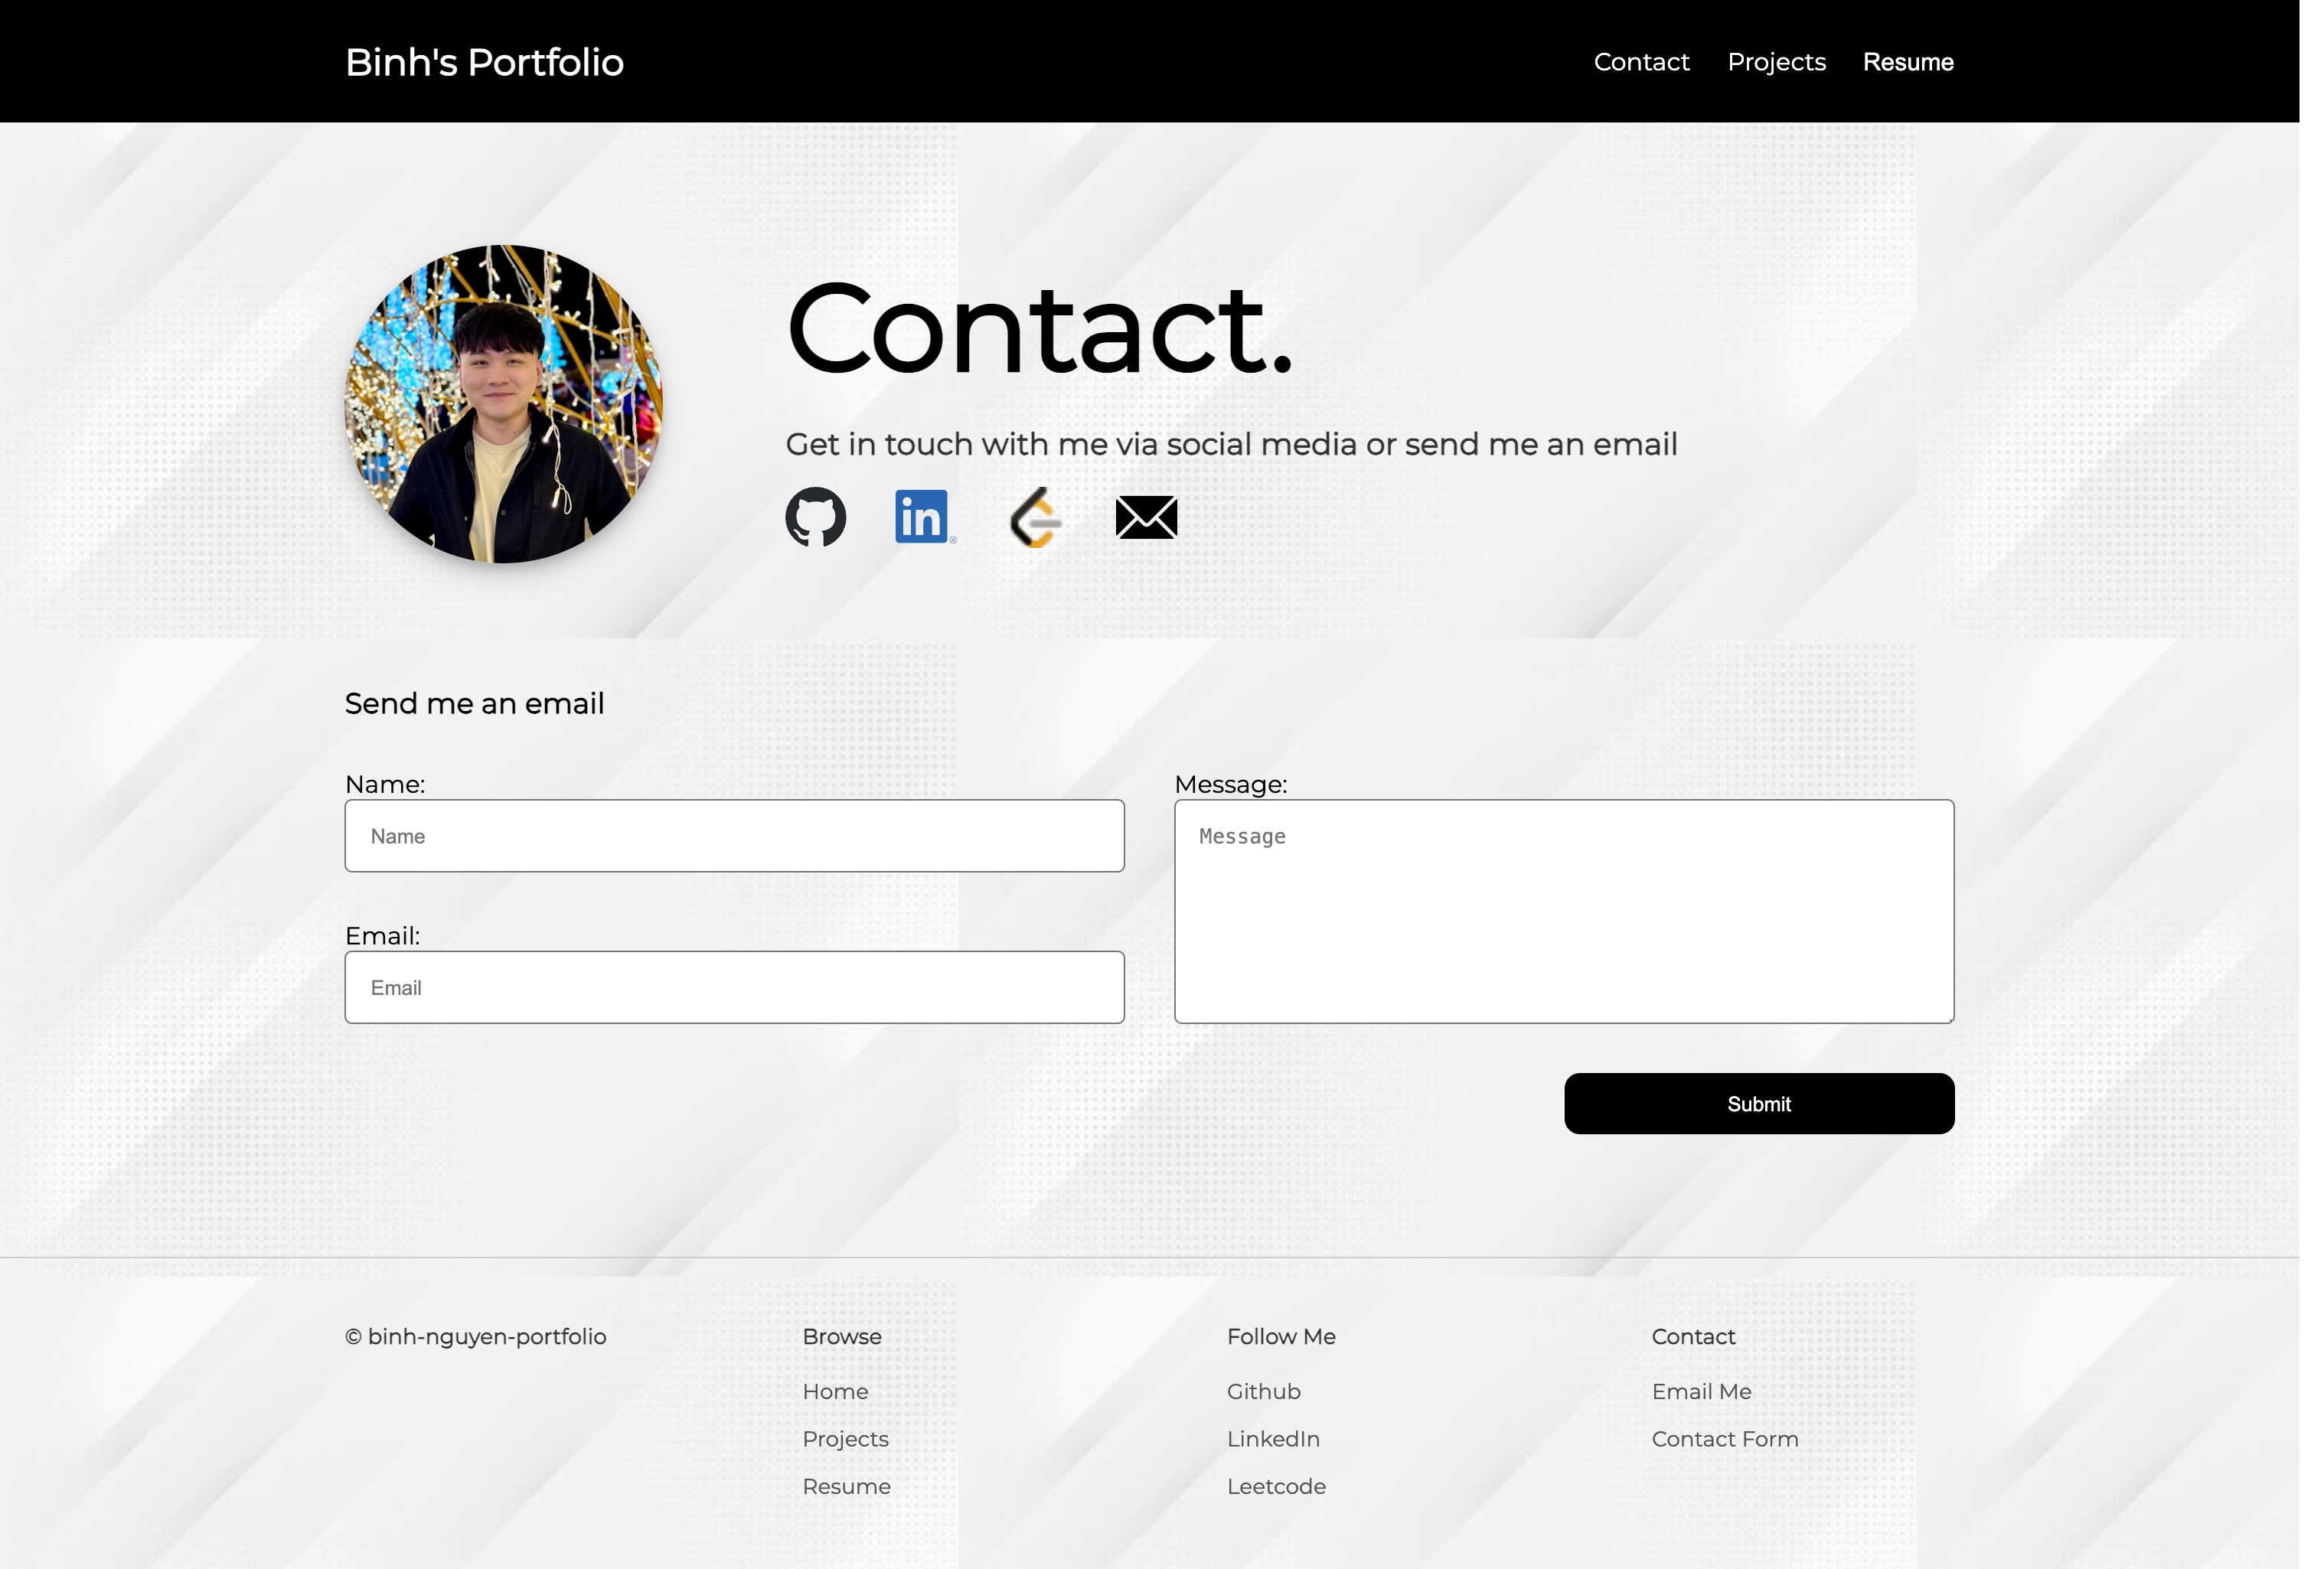 Binh's Portfolio
Contact Projects Resume
Contact.
Get in touch with me via social media or send me an email
in ®
Send me an email
Name:
Name
Email:
Email
Message:
Message
Submit
© binh-nguyen-portfolio
Browse
Home
Projects
Resume
Follow Me
Github
LinkedIn
Leetcode
Contact
Email Me
Contact Form